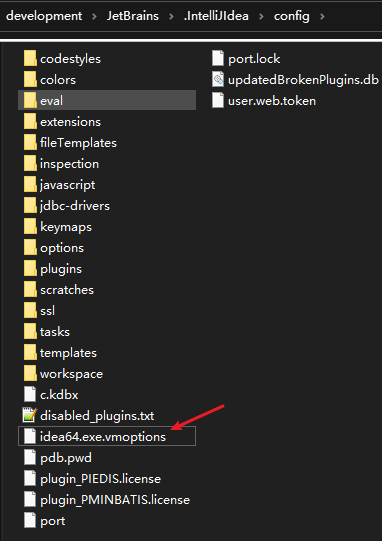 development > JetBrains > .IntelliJIdea > config >
codestyles
colors
eval
extensions
fileTemplates
inspection
javascript
jdbc-drivers
keymaps
options
plugins
scratches
ssl
tasks
templates
workspace
c.kdbx
disabled_plugins.txt
idea64.exe.vmoptions
pdb.pwd
plugin_PIEDIS.license
plugin_PMINBATIS.license
port
port.lock
updatedBrokenPlugins.db
user.web.token